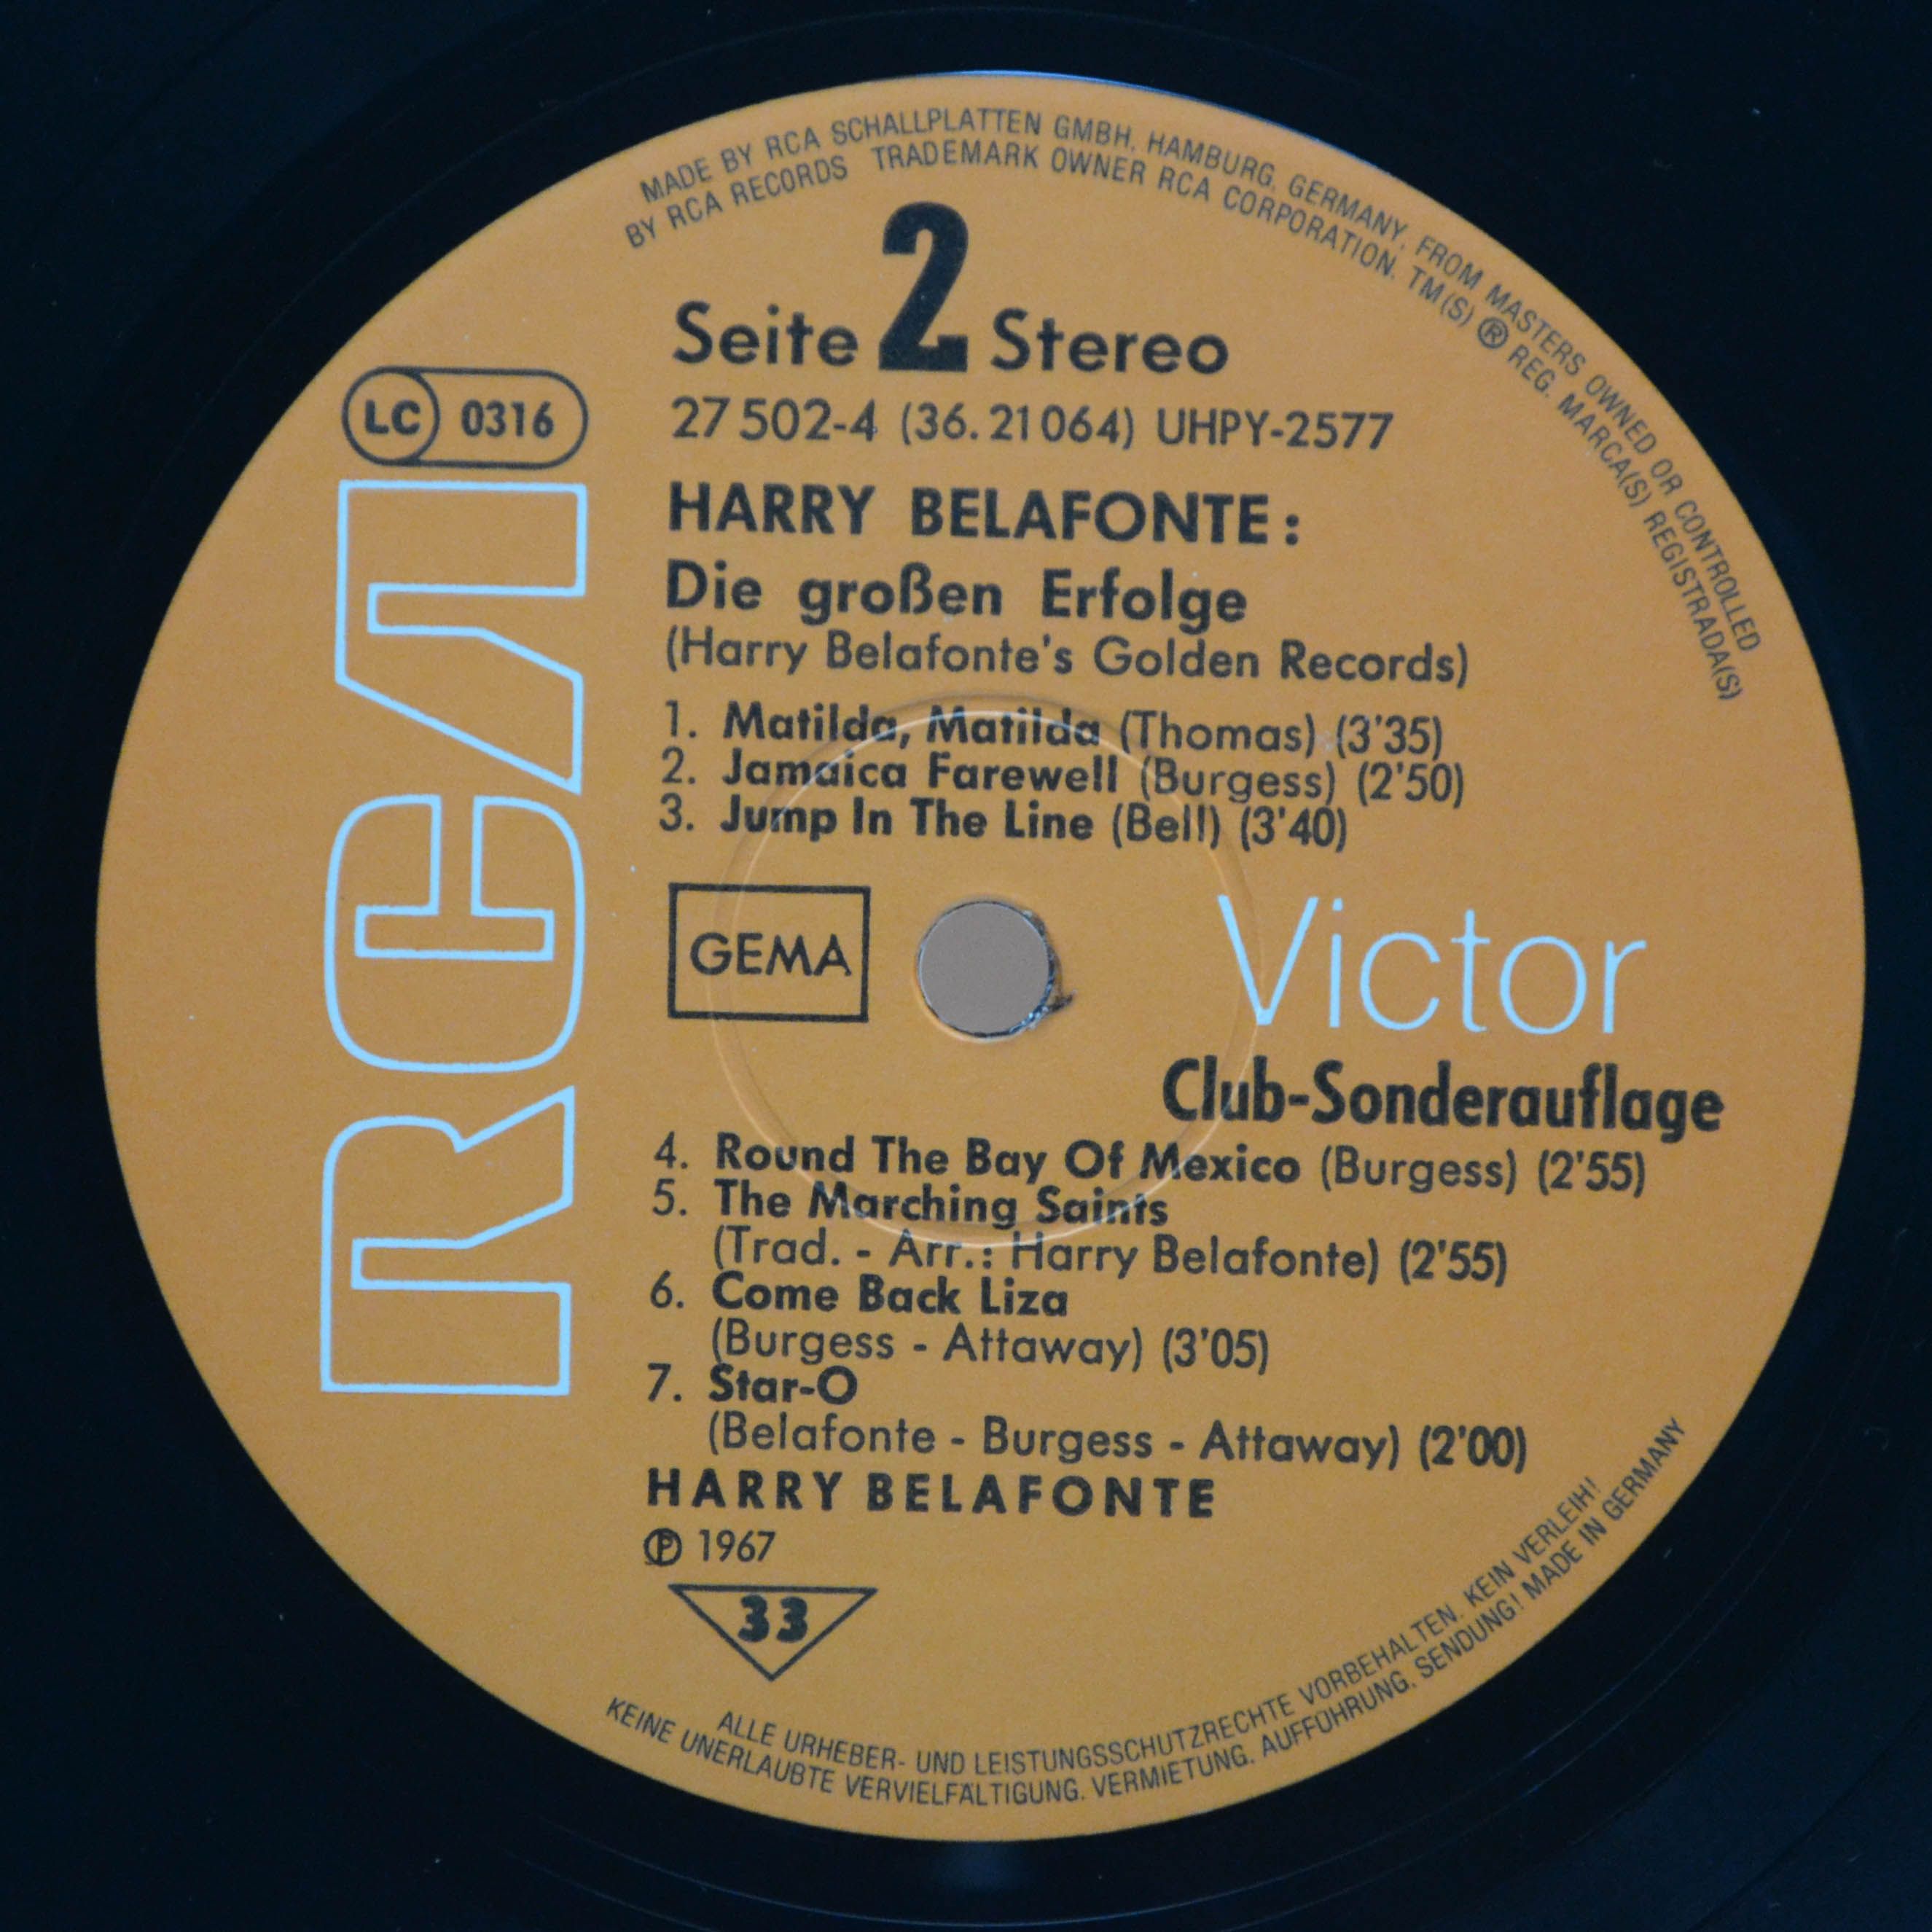 MADE BY RCA SCHALLPLATTEN GMBH, HAMBURG, GERMANY, FROM MASTERS OWNED OR CONTROLLED
BY RCA RECORDS TRADEMARK OWNER RCA CORPORATION. TM(S) ® REG. MARCA(S) REGISTRADA(S)
Seite 2 Stereo
LC 0316
27 502-4 (36. 21 064) UHPY-2577
HARRY BELAFONTE:
Die großen Erfolge
(Harry Belafonte's Golden Records)
1. Matilda, Matilda (Thomas) (3'35)
2. Jamaica Farewell (Burgess) (2'50)
3. Jump In The Line (Bell) (3'40)
RCA
GEMA
Victor
Club-Sonderauflage
4. Round The Bay Of Mexico (Burgess) (2'55)
5. The Marching Saints
(Trad. - Arr.: Harry Belafonte) (2'55)
6. Come Back Liza
(Burgess - Attaway) (3'05)
7. Star-O
(Belafonte - Burgess - Attaway) (2'00)
HARRY BELAFONTE
℗ 1967
33
ALLE URHEBER- UND LEISTUNGSSCHUTZRECHTE VORBEHALTEN. KEIN VERLEIH!
KEINE UNERLAUBTE VERVIELFÄLTIGUNG. VERMIETUNG. AUFFÜHRUNG. SENDUNG! MADE IN GERMANY